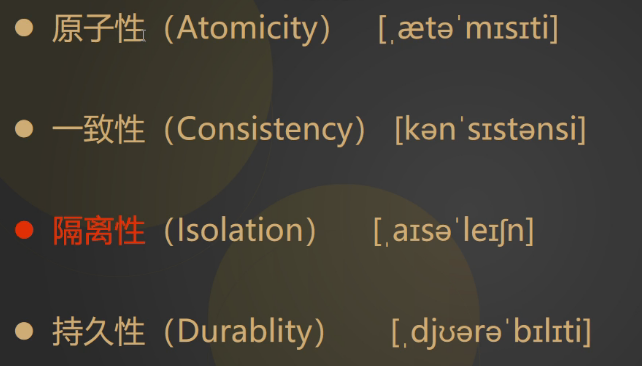 原子性（Atomicity） [ˌætəˈmɪsɪti]
一致性（Consistency） [kənˈsɪstənsi]
隔离性（Isolation） [ˌaɪsəˈleɪʃn]
持久性（Durablity） [ˌdjʊərəˈbɪlɪti]